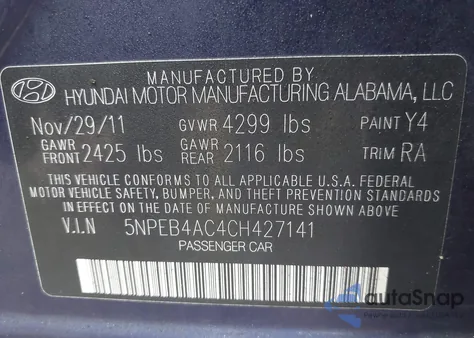 MANUFACTURED BY
HYUNDAI MOTOR MANUFACTURING ALABAMA, LLC
Nov/29/11 GVWR 4299 lbs PAINT Y4
GAWR FRONT 2425 lbs GAWR REAR 2116 lbs TRIM RA
THIS VEHICLE CONFORMS TO ALL APPLICABLE U.S.A. FEDERAL
MOTOR VEHICLE SAFETY, BUMPER, AND THEFT PREVENTION STANDARDS
IN EFFECT ON THE DATE OF MANUFACTURE SHOWN ABOVE.
V.I.N 5NPEB4AC4CH427141
PASSENGER CAR
autoSnap